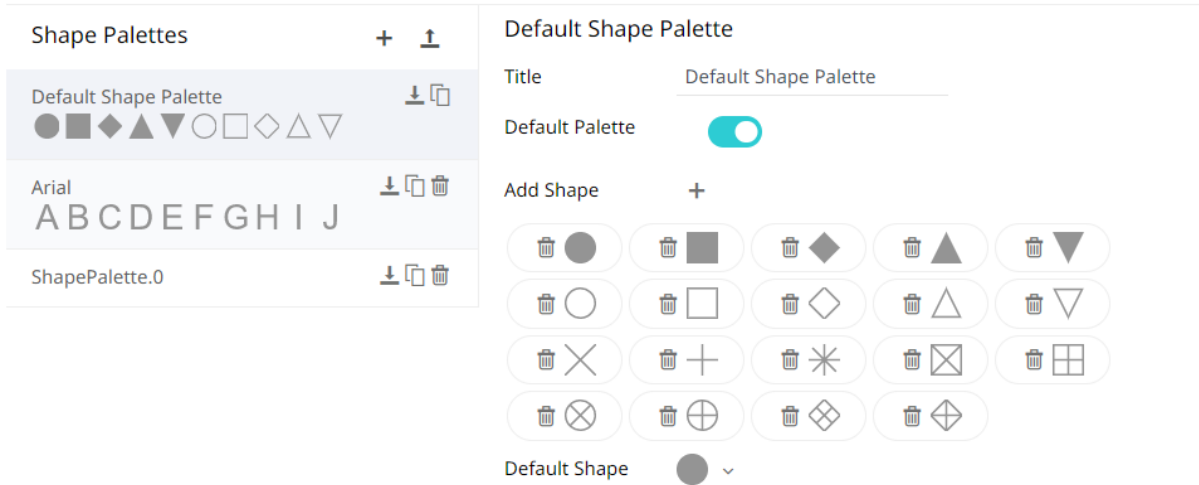 Shape Palettes
Default Shape Palette
Arial
A B C D E F G H I J
ShapePalette.0
Default Shape Palette
Title Default Shape Palette
Default Palette
Add Shape
Default Shape